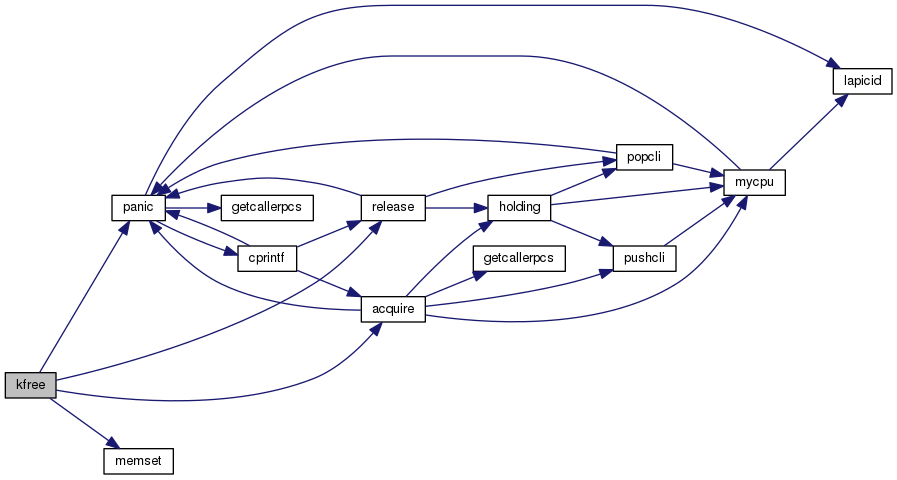 lapicid
popcli
mycpu
panic
getcallerpcs
release
holding
cprintf
getcallerpcs
pushcli
acquire
kfree
memset